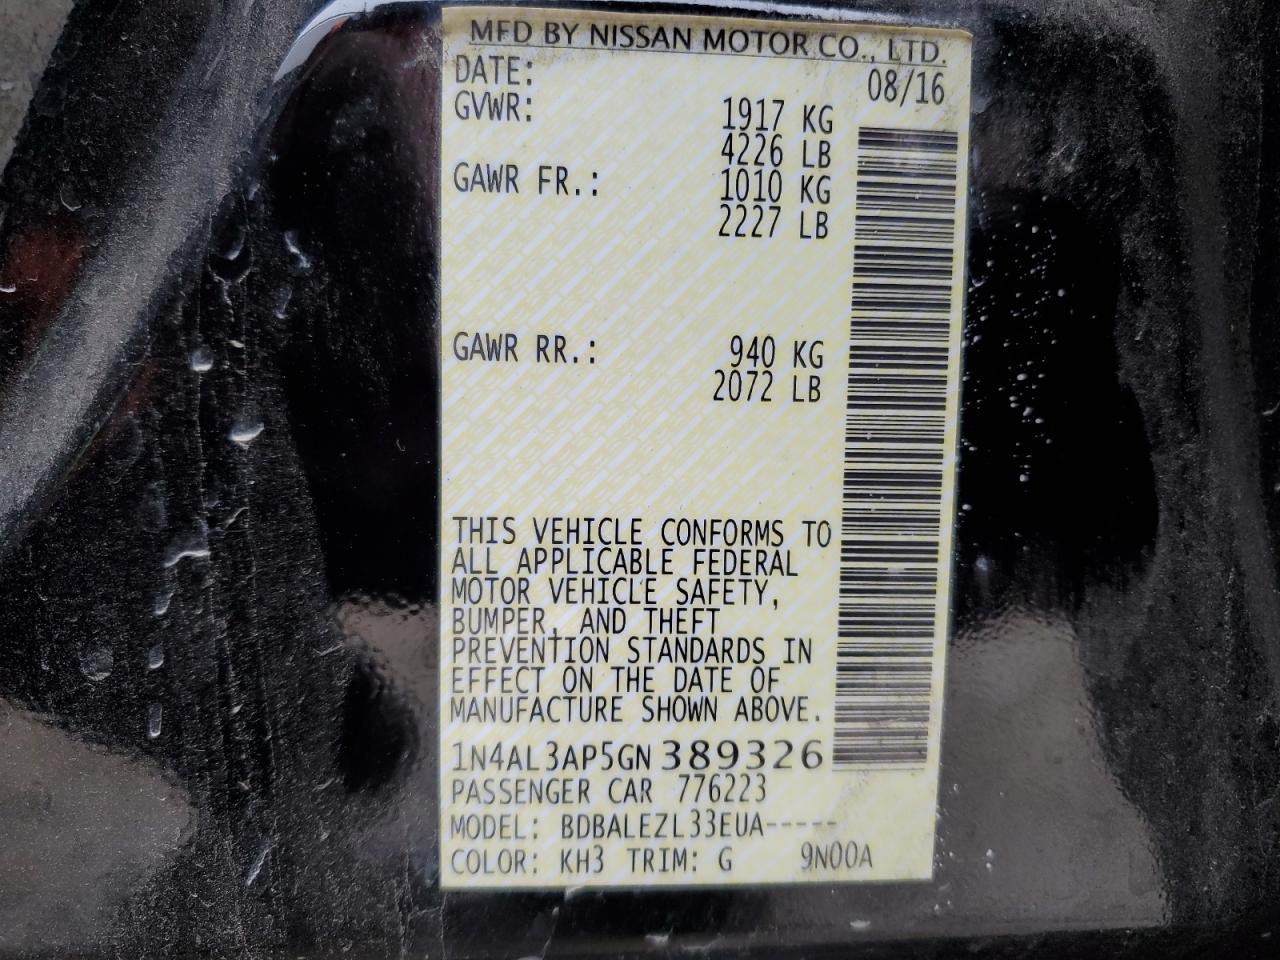 MFD BY NISSAN MOTOR CO., LTD.
DATE: 08/16
GVWR: 1917 KG
4226 LB
GAWR FR.: 1010 KG
2227 LB
GAWR RR.: 940 KG
2072 LB
THIS VEHICLE CONFORMS TO
ALL APPLICABLE FEDERAL
MOTOR VEHICLE SAFETY,
BUMPER, AND THEFT
PREVENTION STANDARDS IN
EFFECT ON THE DATE OF
MANUFACTURE SHOWN ABOVE.
1N4AL3AP5GN389326
PASSENGER CAR 776223
MODEL: BDBALEZL33EUA-----
COLOR: KH3 TRIM: G 9N00A